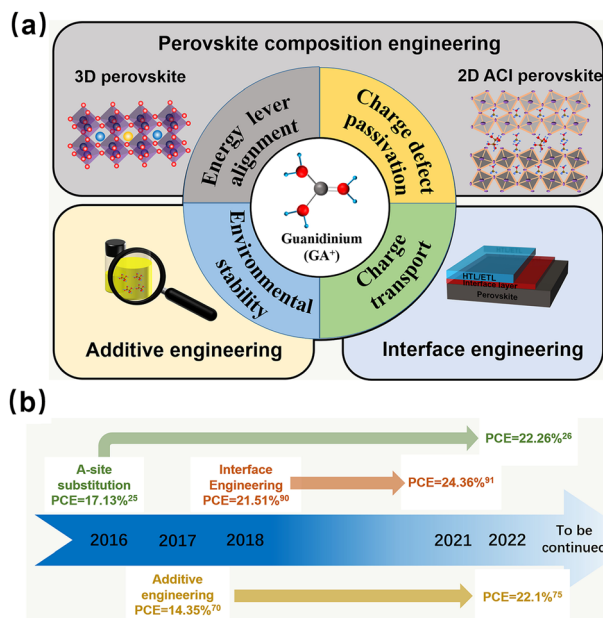 (a)
Perovskite composition engineering
3D perovskite
2D ACI perovskite
Energy lever
alignment
Charge defect
passivation
Guanidinium
(GA⁺)
Environmental
stability
Charge
transport
HTL/ETL
Interface layer
Perovskite
Additive engineering
Interface engineering
(b)
PCE=22.26%²⁶
A-site
substitution
PCE=17.13%²⁵
Interface
Engineering
PCE=21.51%⁹⁰
PCE=24.36%⁹¹
2016
2017
2018
2021
2022
To be
continued
Additive
engineering
PCE=14.35%⁷⁰
PCE=22.1%⁷⁵